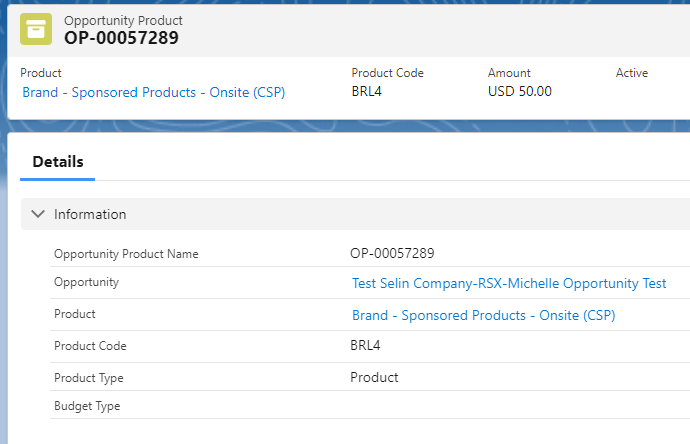 Opportunity Product
OP-00057289
Product Product Code Amount Active
Brand - Sponsored Products - Onsite (CSP) BRL4 USD 50.00
Details
Information
Opportunity Product Name OP-00057289
Opportunity Test Selin Company-RSX-Michelle Opportunity Test
Product Brand - Sponsored Products - Onsite (CSP)
Product Code BRL4
Product Type Product
Budget Type